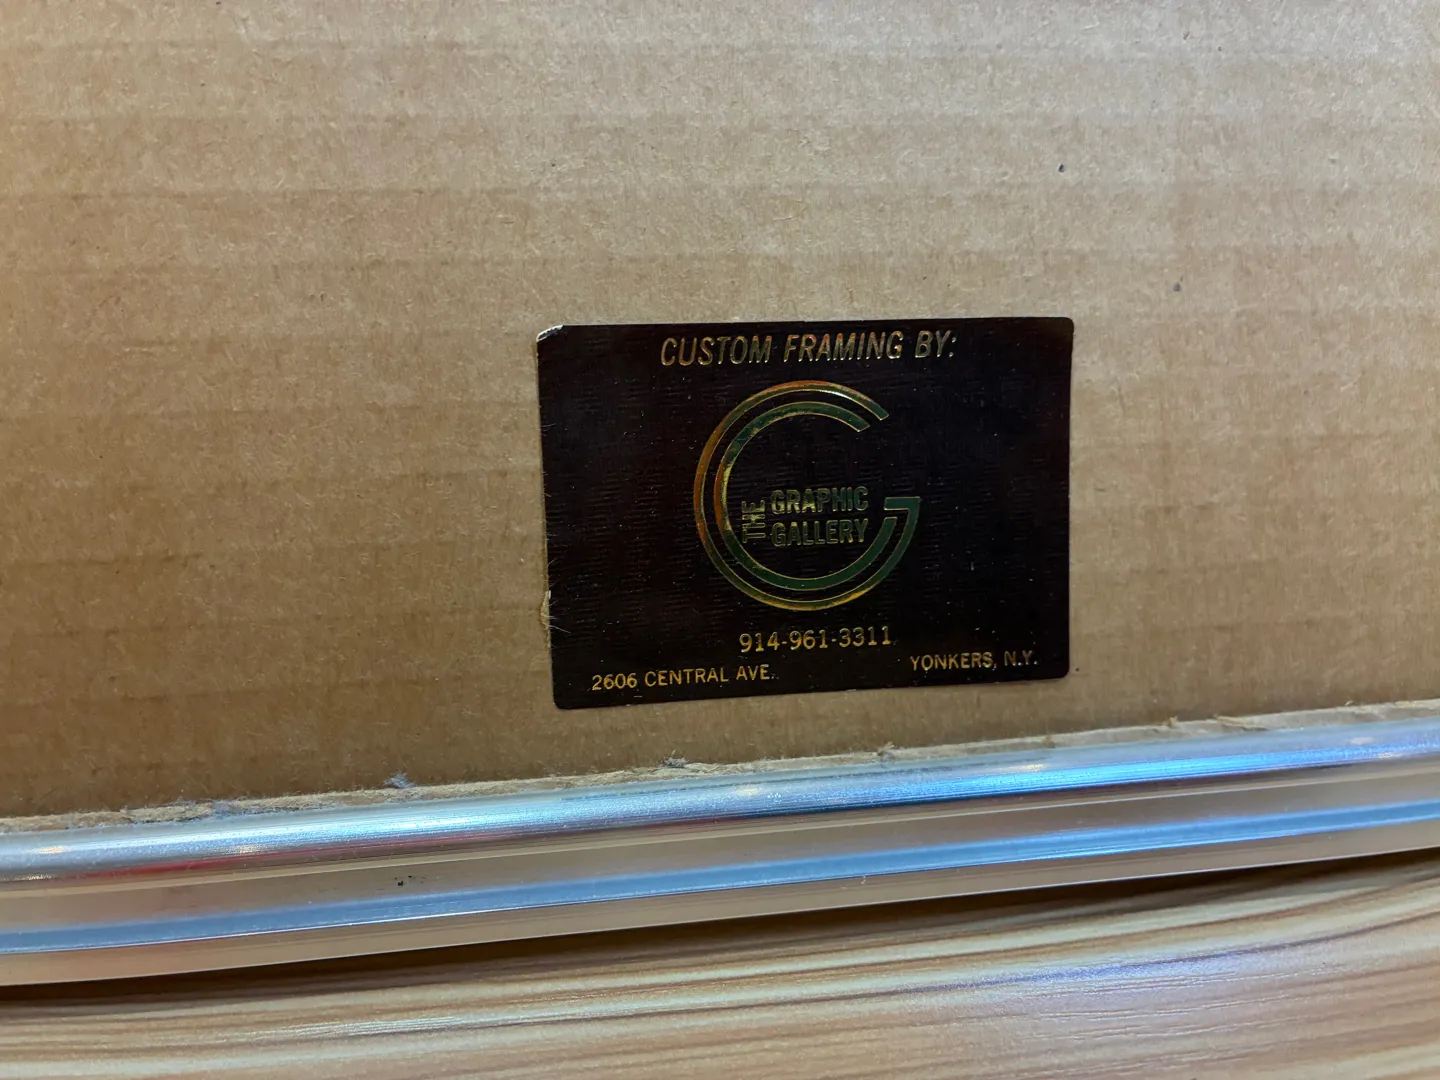 CUSTOM FRAMING BY:
THE
GRAPHIC
GALLERY
914-961-3311
2606 CENTRAL AVE.
YONKERS, N.Y.